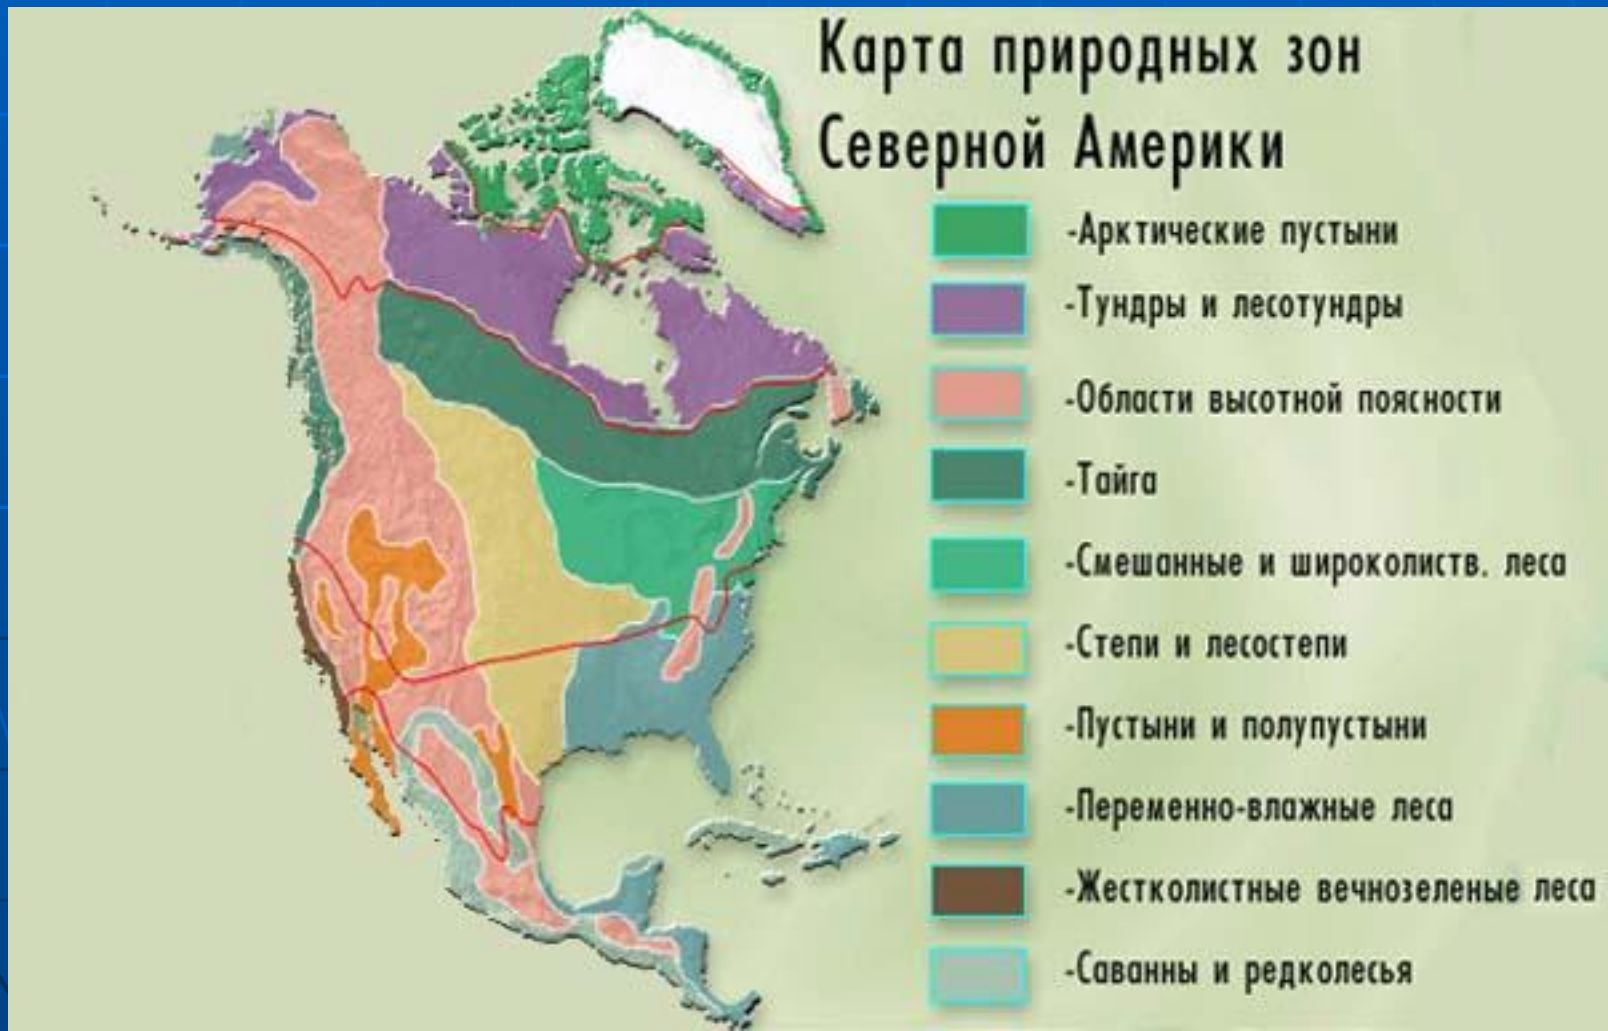 Карта природных зон
Северной Америки
-Арктические пустыни
-Тундры и лесотундры
-Области высотной поясности
-Тайга
-Смешанные и широколиств. леса
-Степи и лесостепи
-Пустыни и полупустыни
-Переменно-влажные леса
-Жестколистные вечнозеленые леса
-Саванны и редколесья